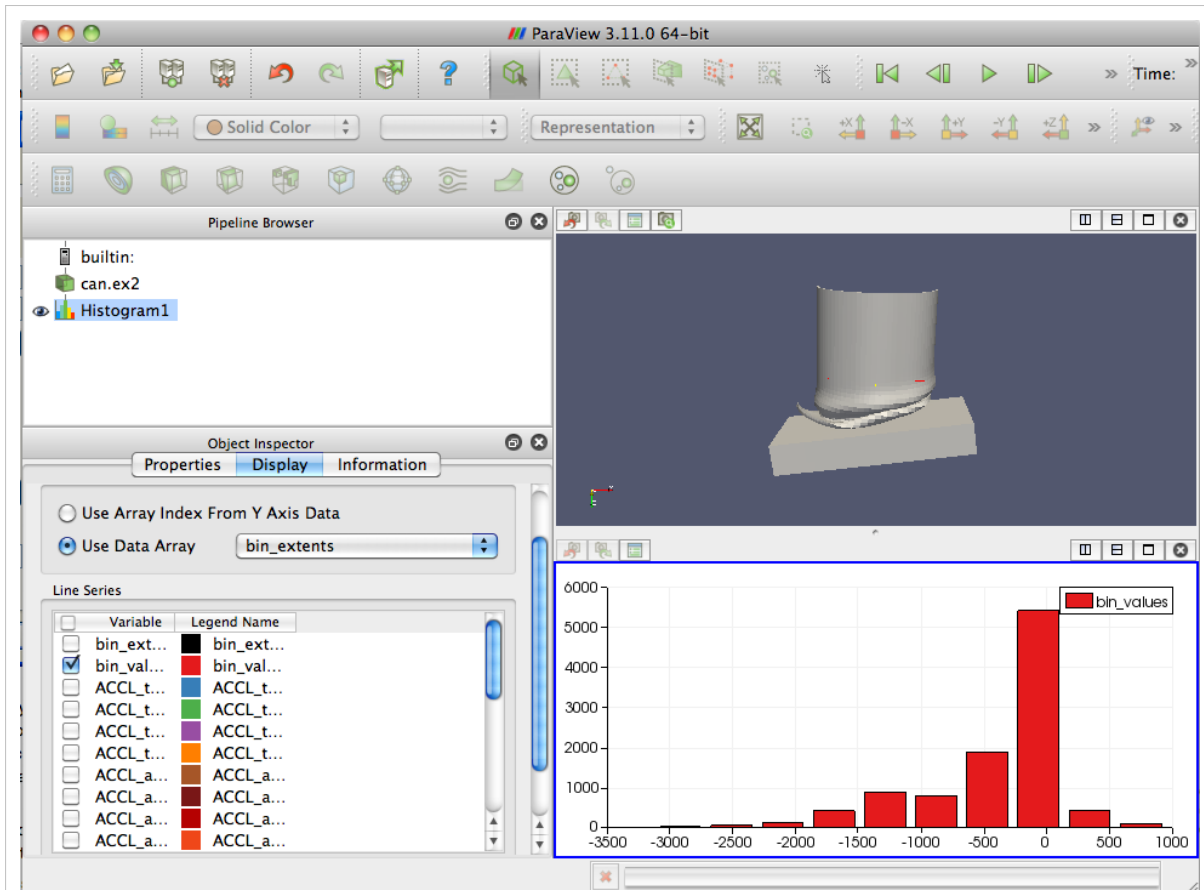 ParaView 3.11.0 64-bit
» Time: »
Solid Color
Representation
+X -X +Y -Y +Z » »
Pipeline Browser
builtin:
can.ex2
Histogram1
Object Inspector
Properties Display Information
Use Array Index From Y Axis Data
Use Data Array bin_extents
Line Series
Variable Legend Name
bin_ext... bin_ext...
bin_val... bin_val...
ACCL_t... ACCL_t...
ACCL_t... ACCL_t...
ACCL_t... ACCL_t...
ACCL_t... ACCL_t...
ACCL_a... ACCL_a...
ACCL_a... ACCL_a...
ACCL_a... ACCL_a...
ACCL_a... ACCL_a...
bin_values
6000
5000
4000
3000
2000
1000
0
-3500 -3000 -2500 -2000 -1500 -1000 -500 0 500 1000